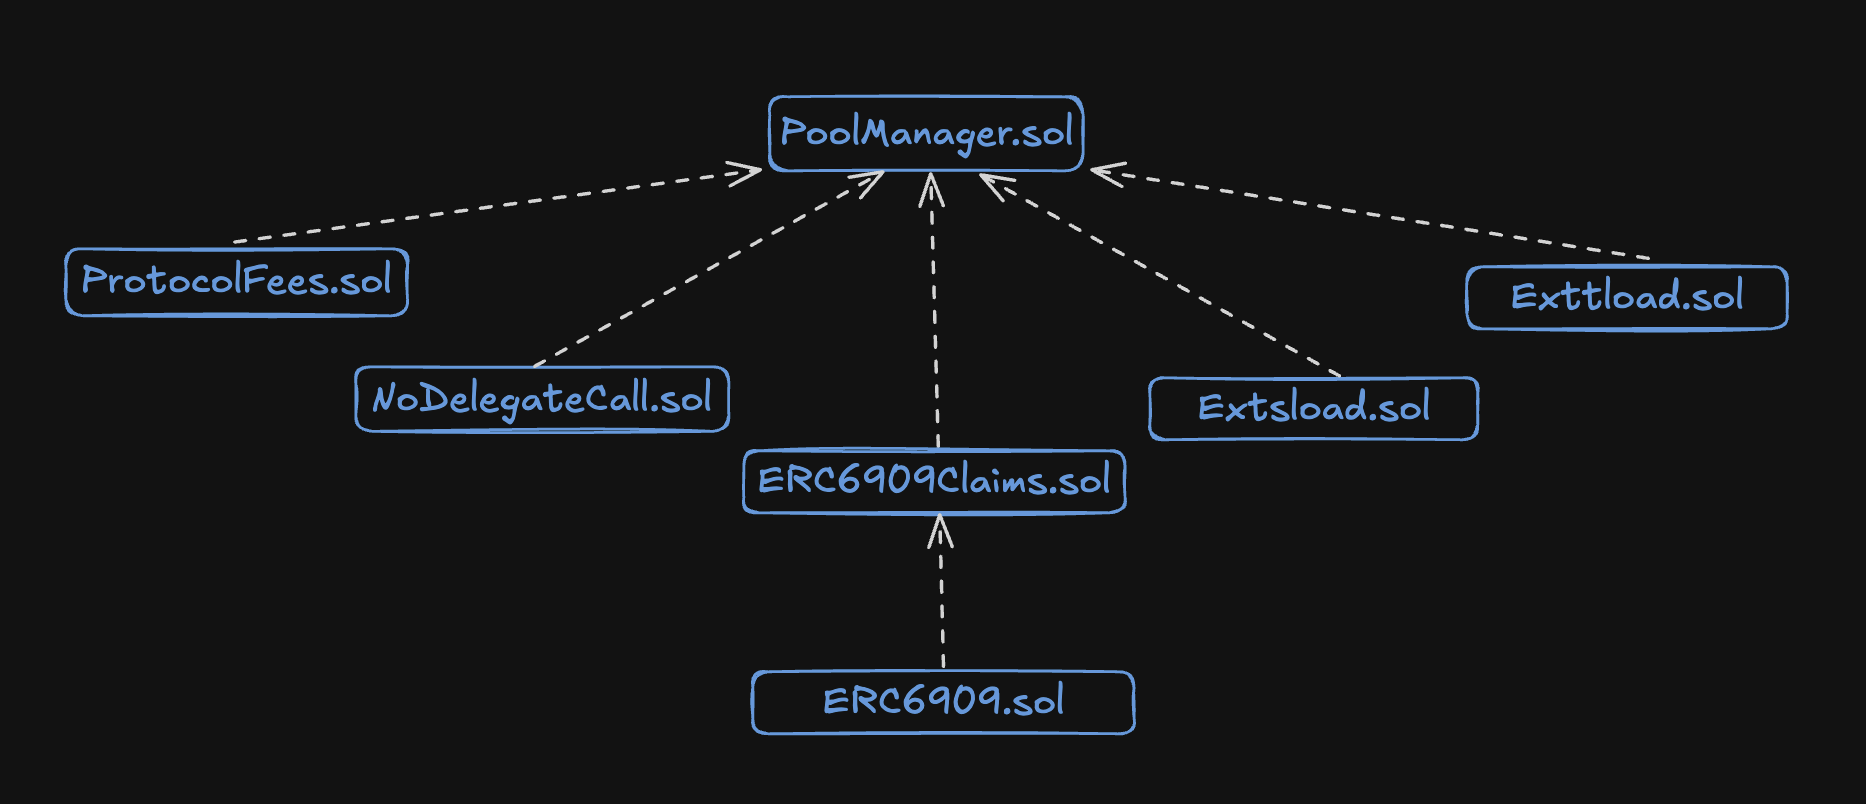 PoolManager.sol
ProtocolFees.sol
Exttload.sol
NoDelegateCall.sol
Extsload.sol
ERC6909Claims.sol
ERC6909.sol